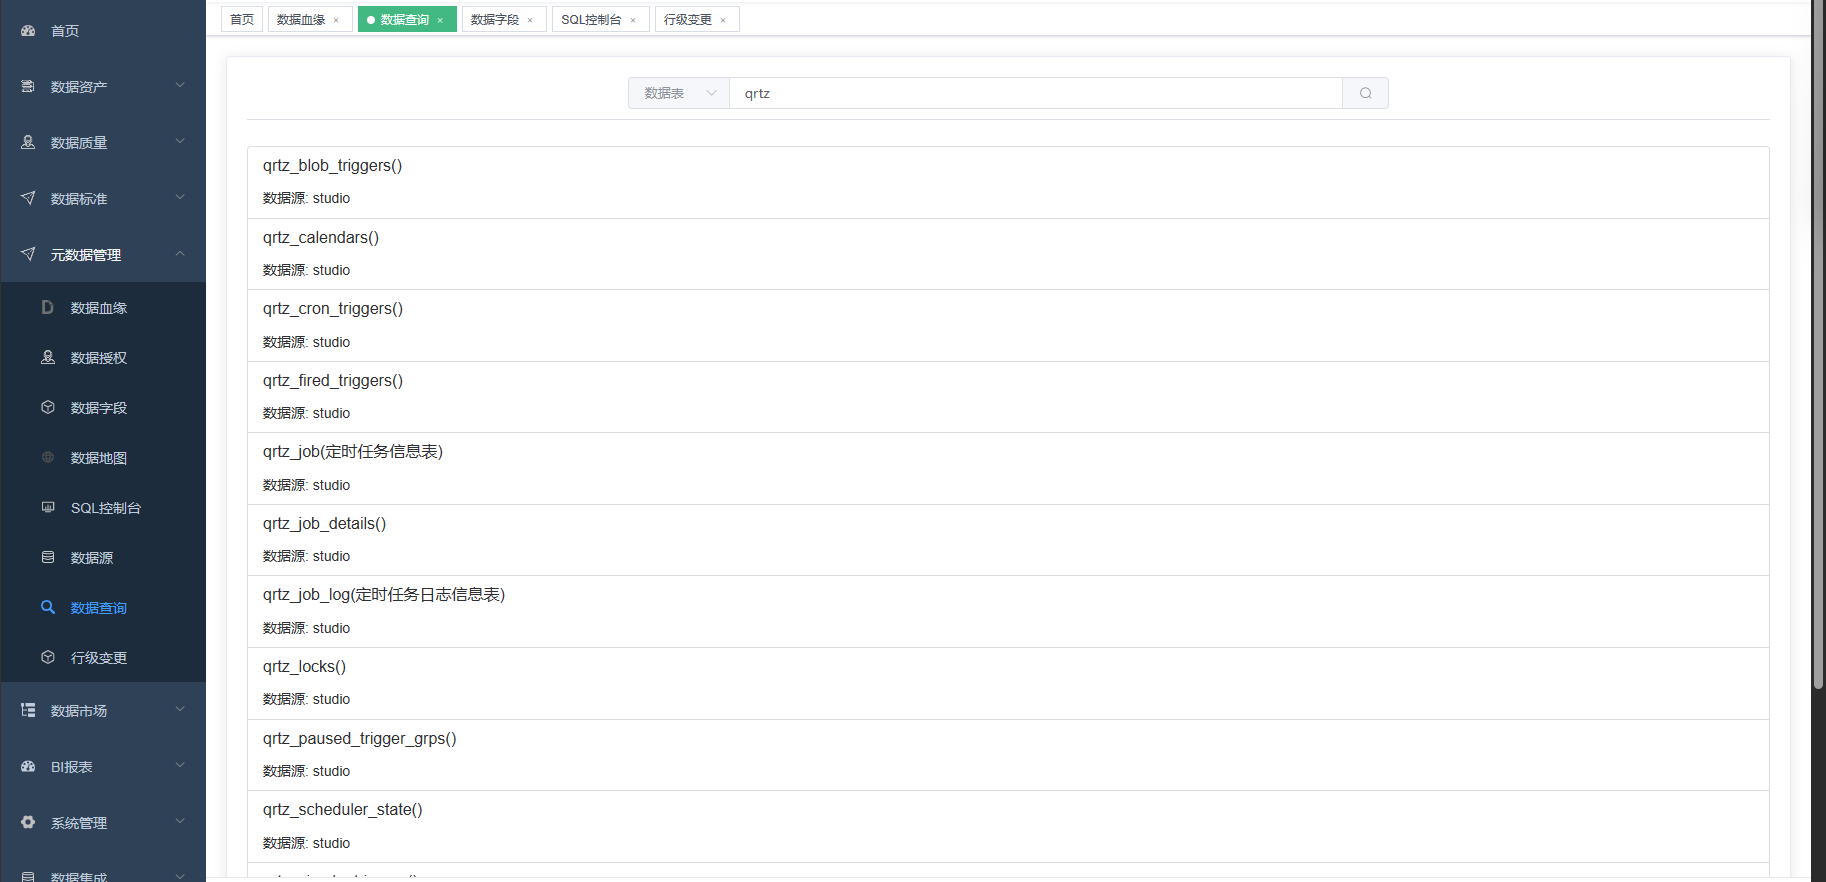 首页
数据资产
数据质量
数据标准
元数据管理
数据血缘
数据授权
数据字段
数据地图
SQL控制台
数据源
数据查询
行级变更
数据市场
BI报表
系统管理
数据集成
首页 数据血缘 × 数据查询 × 数据字段 × SQL控制台 × 行级变更 ×
数据表 qrtz
qrtz_blob_triggers()
数据源: studio
qrtz_calendars()
数据源: studio
qrtz_cron_triggers()
数据源: studio
qrtz_fired_triggers()
数据源: studio
qrtz_job(定时任务信息表)
数据源: studio
qrtz_job_details()
数据源: studio
qrtz_job_log(定时任务日志信息表)
数据源: studio
qrtz_locks()
数据源: studio
qrtz_paused_trigger_grps()
数据源: studio
qrtz_scheduler_state()
数据源: studio